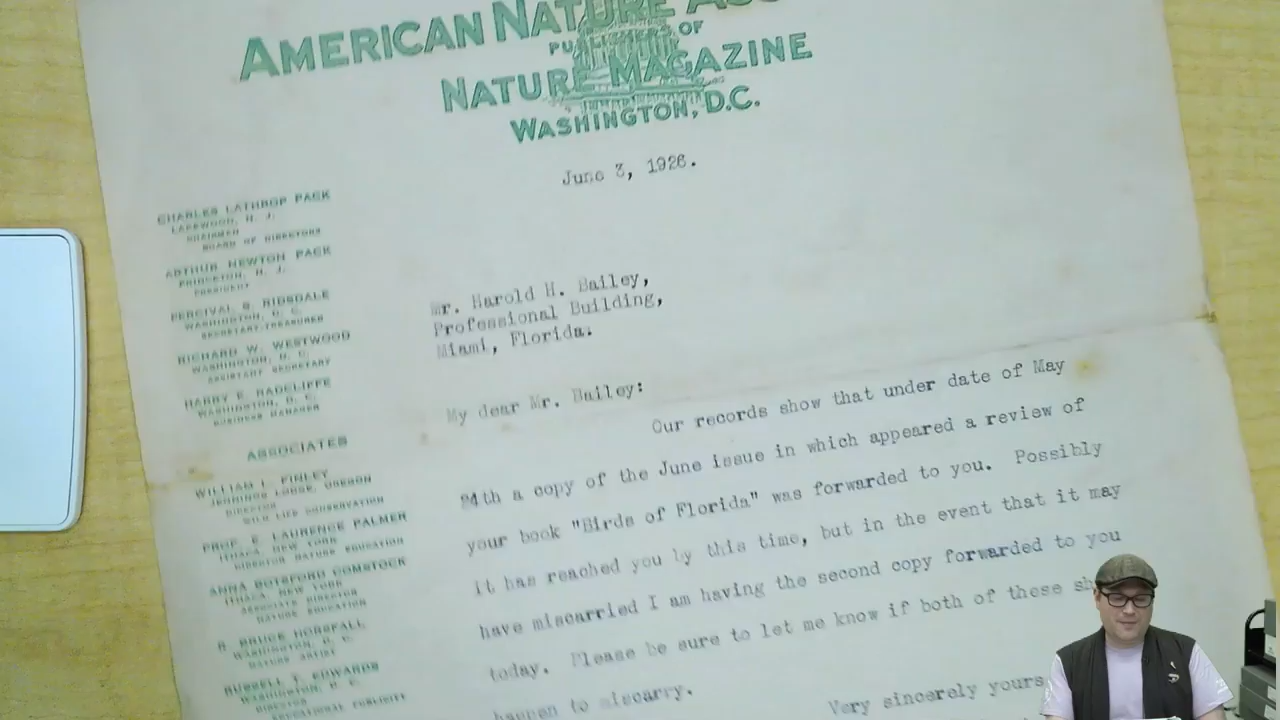 AMERICAN NATURE ASS
PUBLISHERS OF
NATURE MAGAZINE
WASHINGTON, D.C.
June 3, 1926.
CHARLES LATHROP PACK
LAKEWOOD, N. J.
CHAIRMAN
BOARD OF DIRECTORS
ARTHUR NEWTON PACK
PRINCETON, N. J.
PRESIDENT
PERCIVAL S. RIDSDALE
WASHINGTON, D. C.
SECRETARY-TREASURER
RICHARD W. WESTWOOD
WASHINGTON, D. C.
ASSISTANT SECRETARY
HARRY E. RADCLIFFE
WASHINGTON, D. C.
BUSINESS MANAGER
ASSOCIATES
WILLIAM L. FINLEY
JENNINGS LODGE, OREGON
DIRECTOR
WILD LIFE CONSERVATION
PROF. E. LAURENCE PALMER
ITHACA, NEW YORK
DIRECTOR NATURE EDUCATION
ANNA BOTSFORD COMSTOCK
ITHACA, NEW YORK
ASSOCIATE DIRECTOR
NATURE EDUCATION
R. BRUCE HORSFALL
WASHINGTON, D. C.
NATURE ARTIST
RUSSELL T. EDWARDS
WASHINGTON, D. C.
DIRECTOR
EDUCATIONAL PUBLICITY
Mr. Harold H. Bailey,
Professional Building,
Miami, Florida.
My dear Mr. Bailey:
Our records show that under date of May
24th a copy of the June issue in which appeared a review of
your book "Birds of Florida" was forwarded to you. Possibly
it has reached you by this time, but in the event that it may
have miscarried I am having the second copy forwarded to you
today. Please be sure to let me know if both of these sh
happen to miscarry.
Very sincerely yours